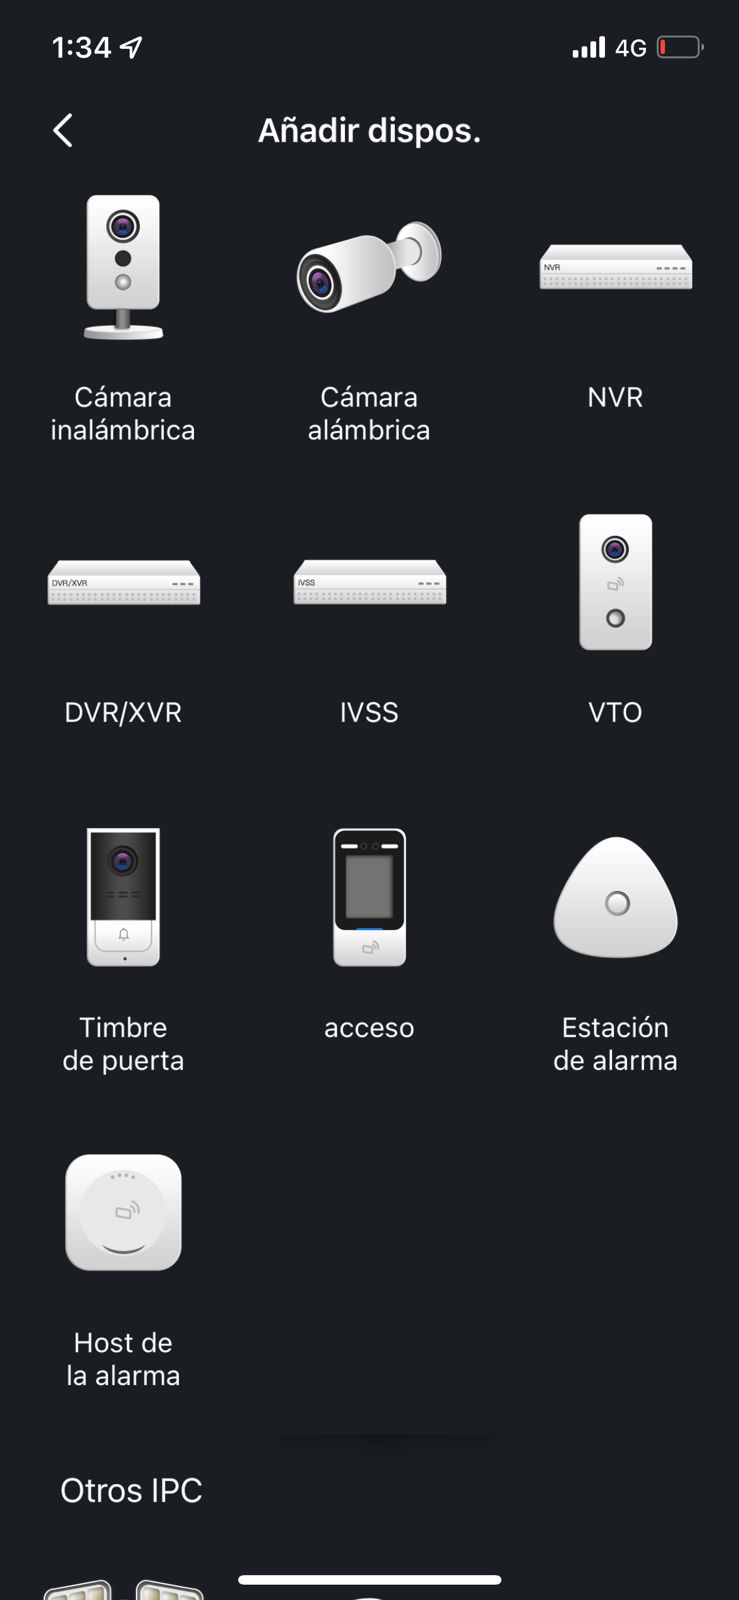 1:34
4G
Añadir dispos.
NVR
Cámara
inalámbrica
Cámara
alámbrica
NVR
DVR/XVR
IVSS
DVR/XVR
IVSS
VTO
Timbre
de puerta
acceso
Estación
de alarma
Host de
la alarma
Otros IPC